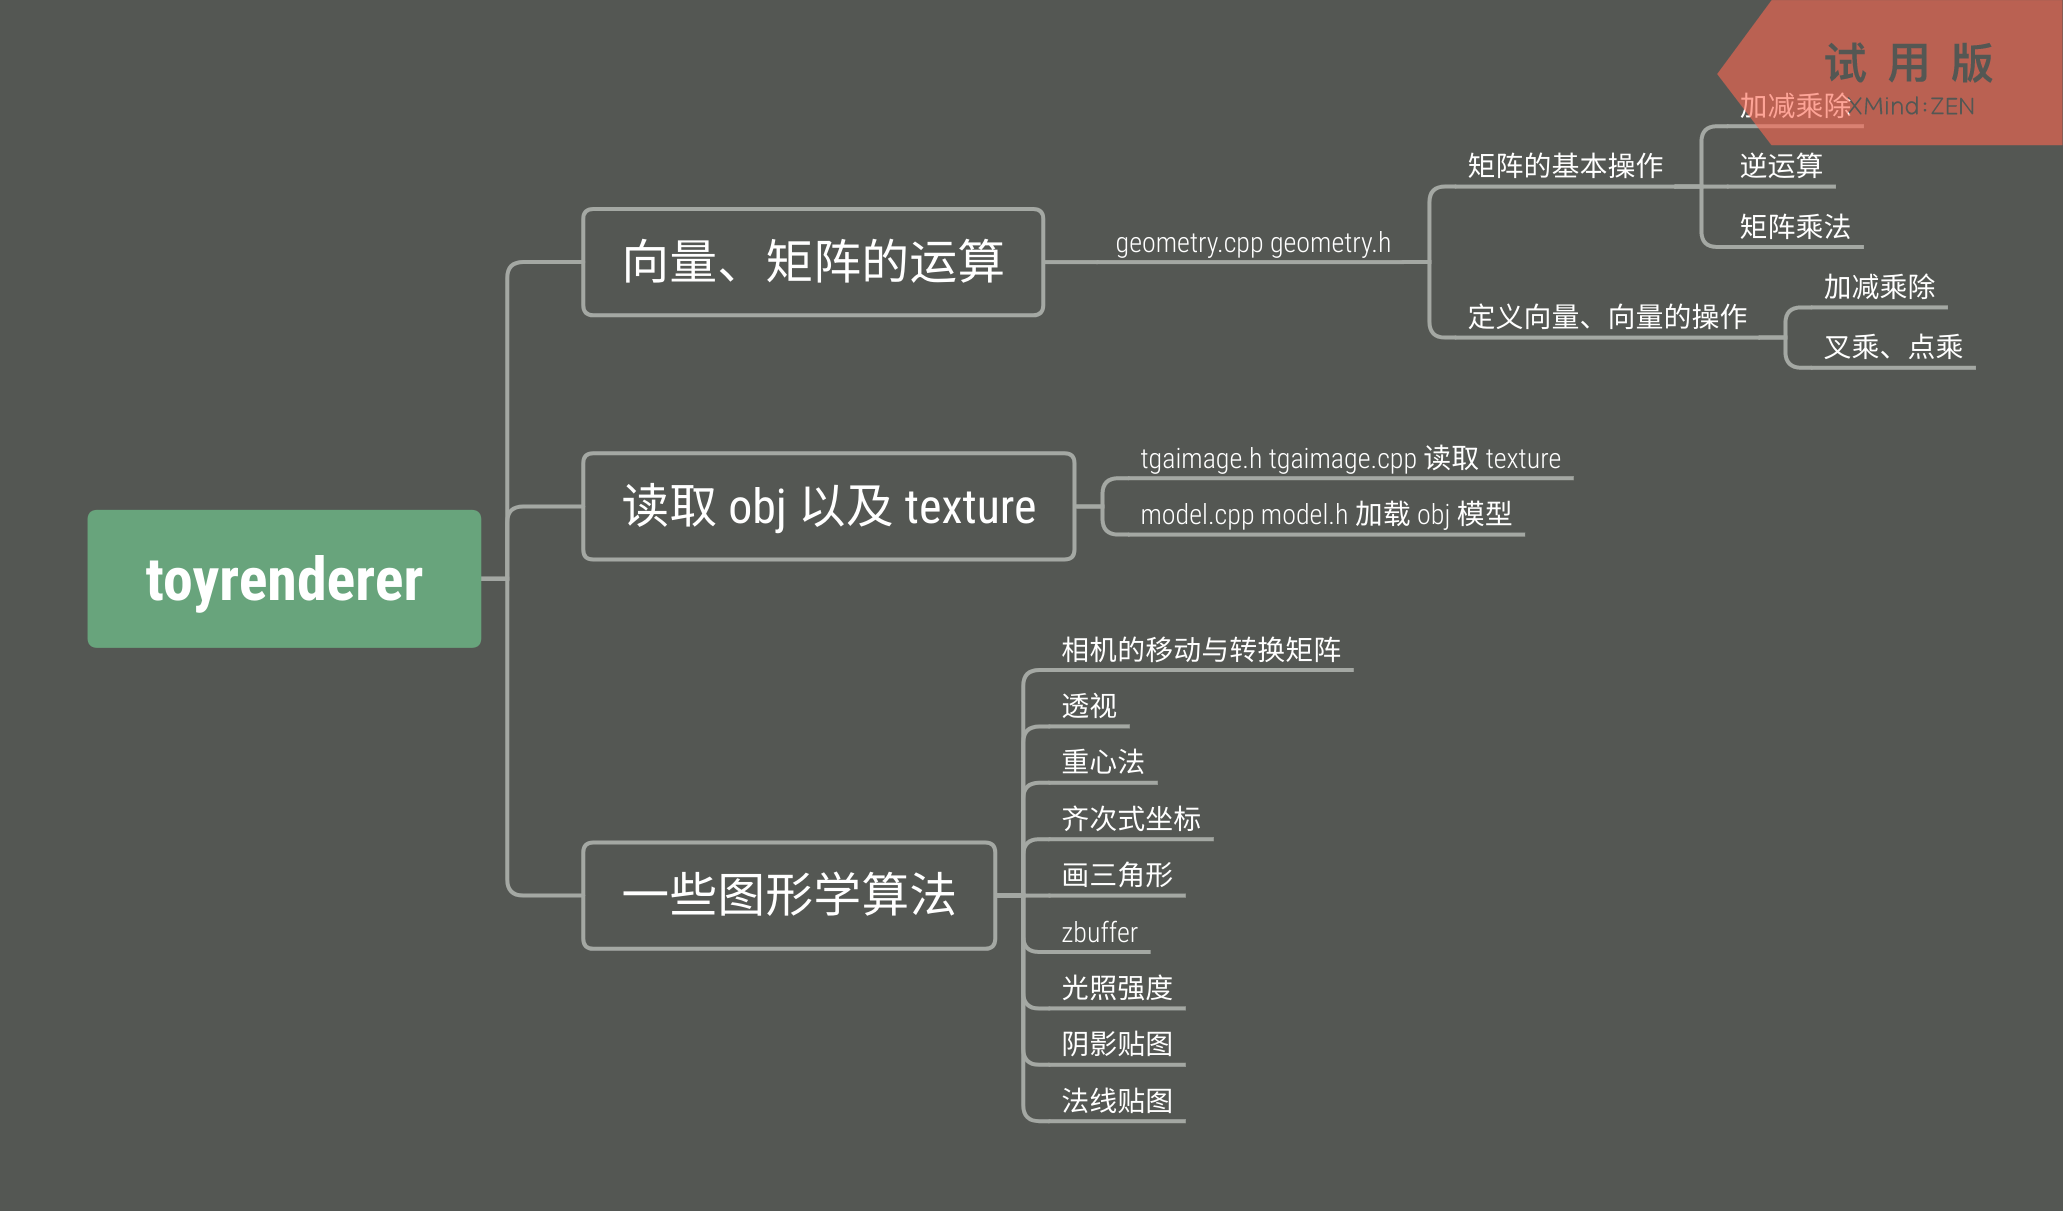 试用版
XMind:ZEN
toyrenderer
向量、矩阵的运算
geometry.cpp geometry.h
矩阵的基本操作
加减乘除
逆运算
矩阵乘法
定义向量、向量的操作
加减乘除
叉乘、点乘
读取 obj 以及 texture
tgaimage.h tgaimage.cpp 读取 texture
model.cpp model.h 加载 obj 模型
一些图形学算法
相机的移动与转换矩阵
透视
重心法
齐次式坐标
画三角形
zbuffer
光照强度
阴影贴图
法线贴图